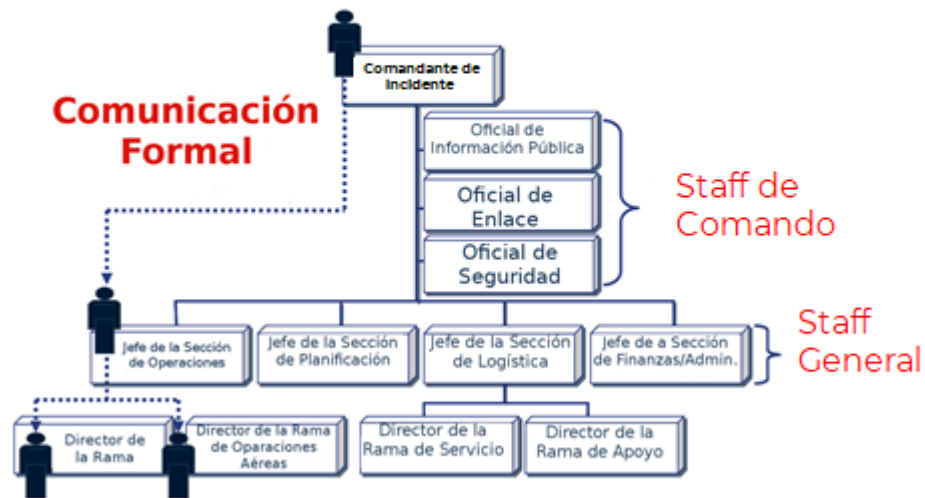 Comandante de
Incidente
Comunicación
Formal
Oficial de
Información Pública
Oficial de
Enlace
Oficial de
Seguridad
Staff de
Comando
Jefe de la Sección
de Operaciones
Jefe de la Sección
de Planificación
Jefe de la Sección
de Logística
Jefe de a Sección
de Finanzas/Admin.
Staff
General
Director de
la Rama
Director de la Rama
de Oparaciones
Aéreas
Director de la
Rama de Servicio
Director de la
Rama de Apoyo